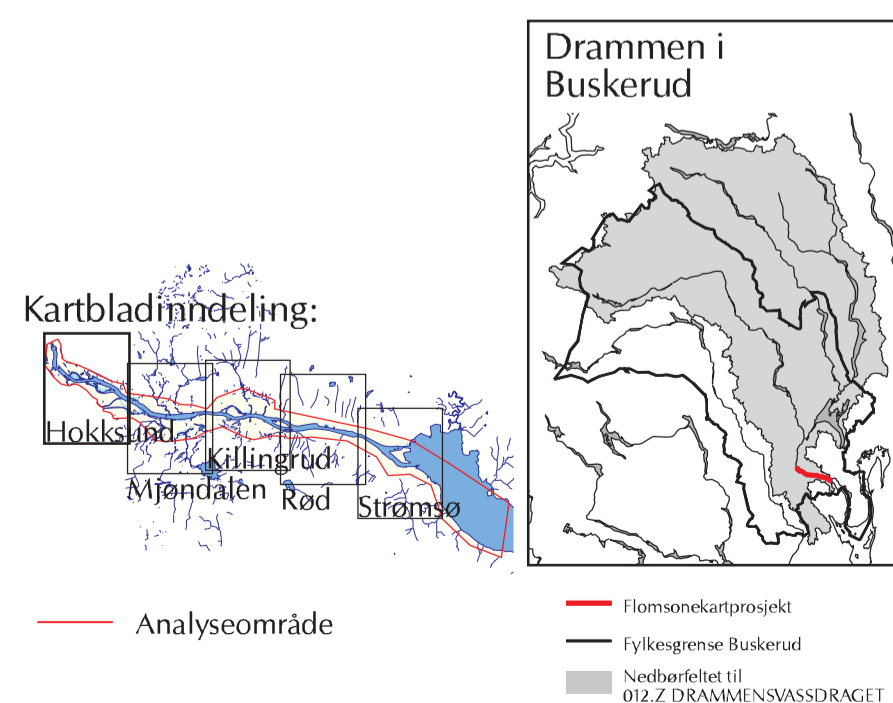 Drammen i
Buskerud
Kartbladinndeling:
Hokksund
Mjøndalen
Killingrud
Rød
Strømsø
Analyseområde
Flomsonekartprosjekt
Fylkesgrense Buskerud
Nedbørfeltet til
012.Z DRAMMENSVASSDRAGET